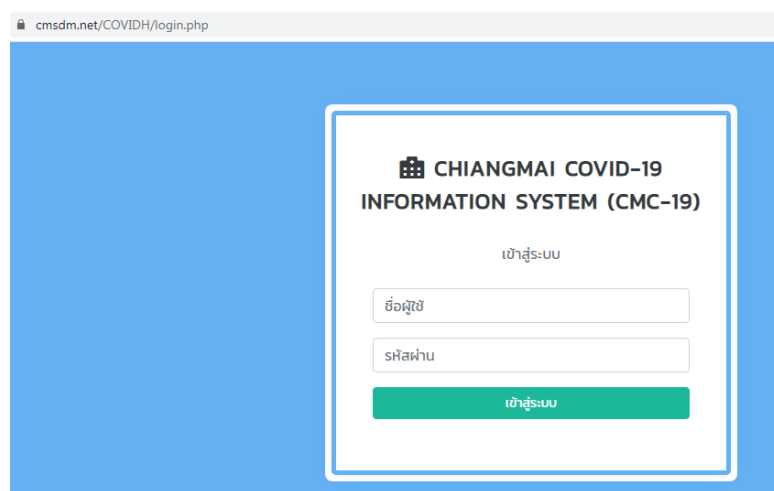 cmsdm.net/COVIDH/login.php
CHIANGMAI COVID-19
INFORMATION SYSTEM (CMC-19)
เข้าสู่ระบบ
ชื่อผู้ใช้
รหัสผ่าน
เข้าสู่ระบบ